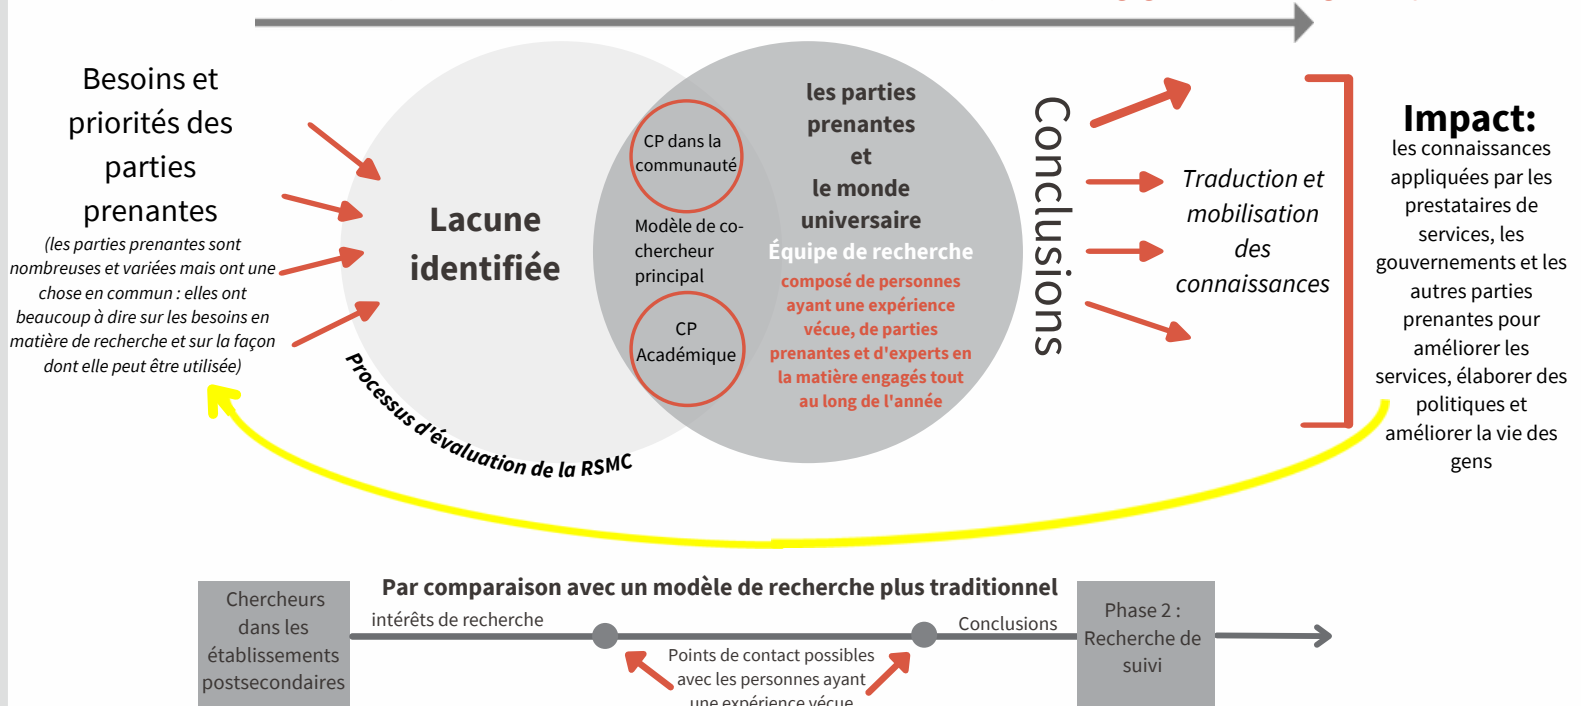 Besoins et
priorités des
parties
prenantes
(les parties prenantes sont
nombreuses et variées mais ont une
chose en commun : elles ont
beaucoup à dire sur les besoins en
matière de recherche et sur la façon
dont elle peut être utilisée)
Lacune
identifiée
Processus d'évaluation de la RSMC
CP dans la
communauté
Modèle de co-
chercheur
principal
CP
Académique
les parties
prenantes
et
le monde
universaire
Équipe de recherche
composé de personnes
ayant une expérience
vécue, de parties
prenantes et d'experts en
la matière engagés tout
au long de l'année
Conclusions
Traduction et
mobilisation
des
connaissances
Impact:
les connaissances
appliquées par les
prestataires de
services, les
gouvernements et les
autres parties
prenantes pour
améliorer les
services, élaborer des
politiques et
améliorer la vie des
gens
Par comparaison avec un modèle de recherche plus traditionnel
Chercheurs
dans les
établissements
postsecondaires
intérêts de recherche
Points de contact possibles
avec les personnes ayant
une expérience vécue
Conclusions
Phase 2 :
Recherche de
suivi